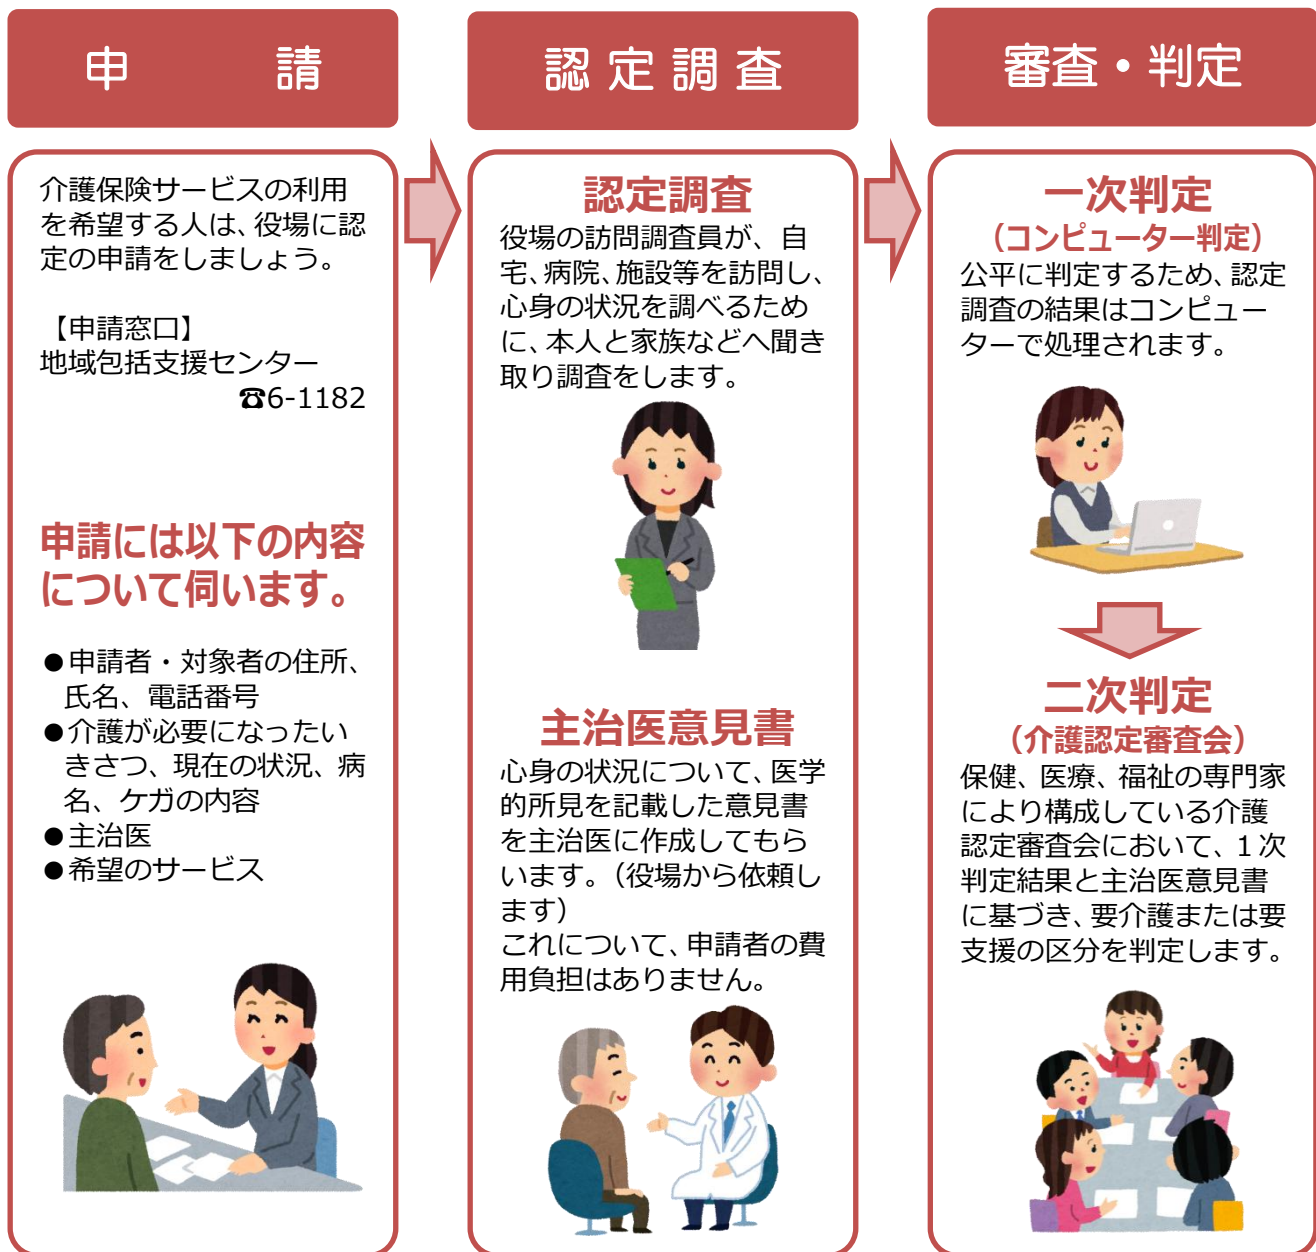 申請
介護保険サービスの利用
を希望する人は、役場に認
定の申請をしましょう。
【申請窓口】
地域包括支援センター
☎6-1182
申請には以下の内容
について伺います。
●申請者・対象者の住所、
氏名、電話番号
●介護が必要になったい
きさつ、現在の状況、病
名、ケガの内容
●主治医
●希望のサービス
認定調査
認定調査
役場の訪問調査員が、自
宅、病院、施設等を訪問し、
心身の状況を調べるため
に、本人と家族などへ聞き
取り調査をします。
主治医意見書
心身の状況について、医学
的所見を記載した意見書
を主治医に作成してもら
います。（役場から依頼し
ます）
これについて、申請者の費
用負担はありません。
審査・判定
一次判定
（コンピューター判定）
公平に判定するため、認定
調査の結果はコンピュー
ターで処理されます。
二次判定
（介護認定審査会）
保健、医療、福祉の専門家
により構成している介護
認定審査会において、１次
判定結果と主治医意見書
に基づき、要介護または要
支援の区分を判定します。